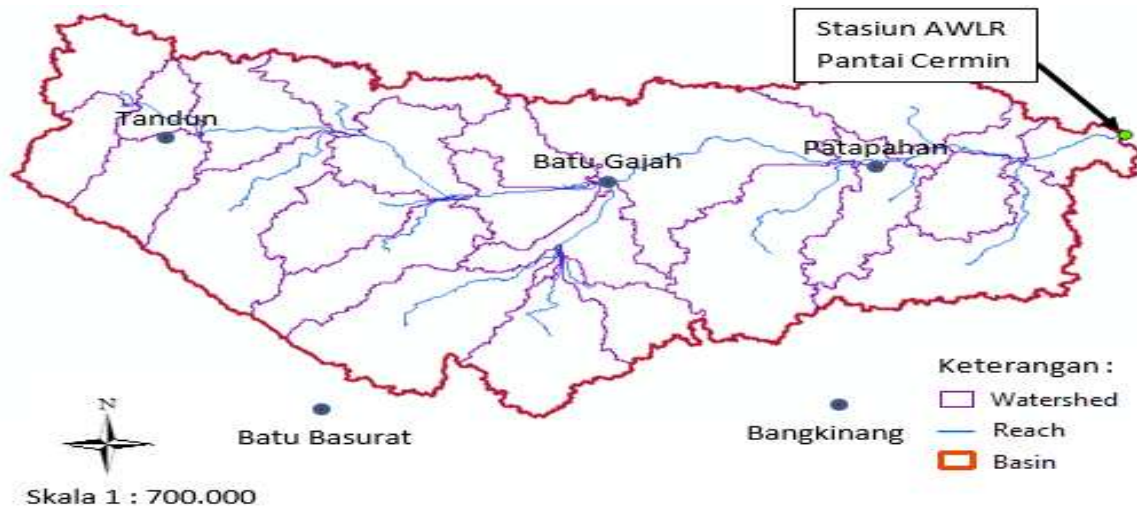 Stasiun AWLR
Pantai Cermin
Tandun
Batu Gajah
Patapahan
Keterangan :
Watershed
Reach
Basin
Batu Basurat
Bangkinang
N
Skala 1 : 700.000